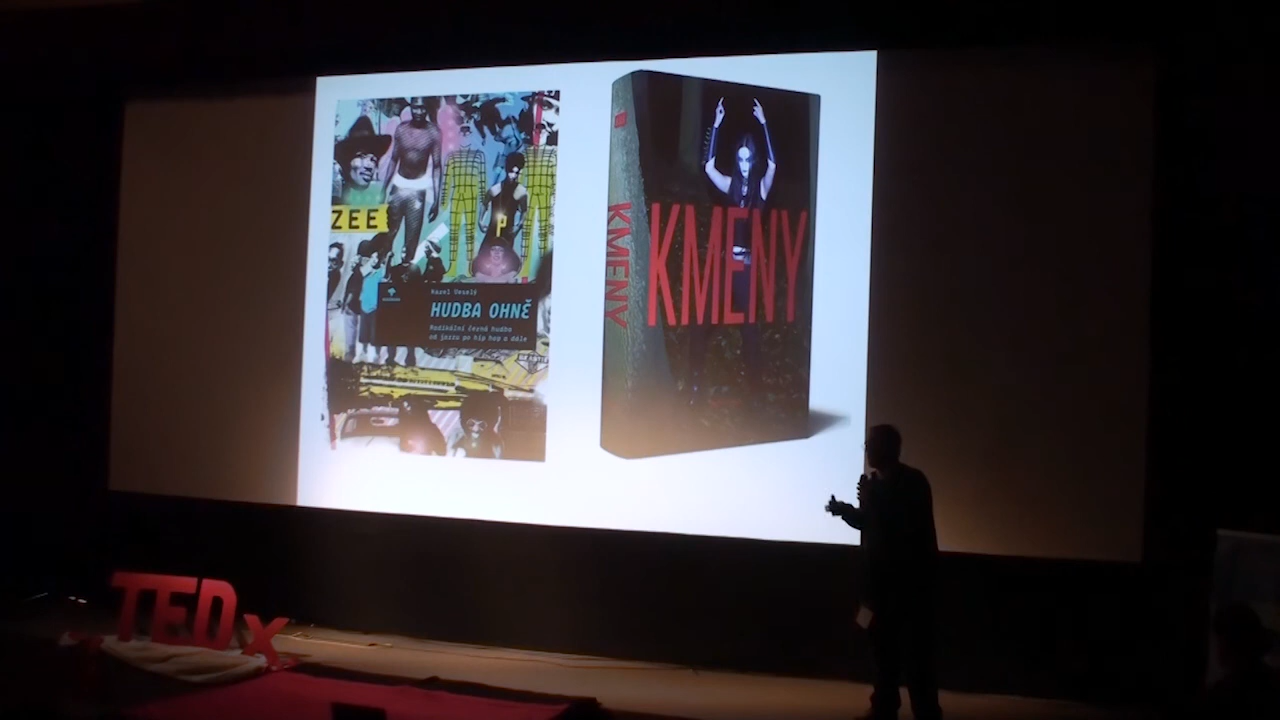 ZEE
P
Karel Veselý
HUDBA OHNĚ
Radikální černá hudba
od jazzu po hip hop a dále
KMENY
KMENY
TEDx